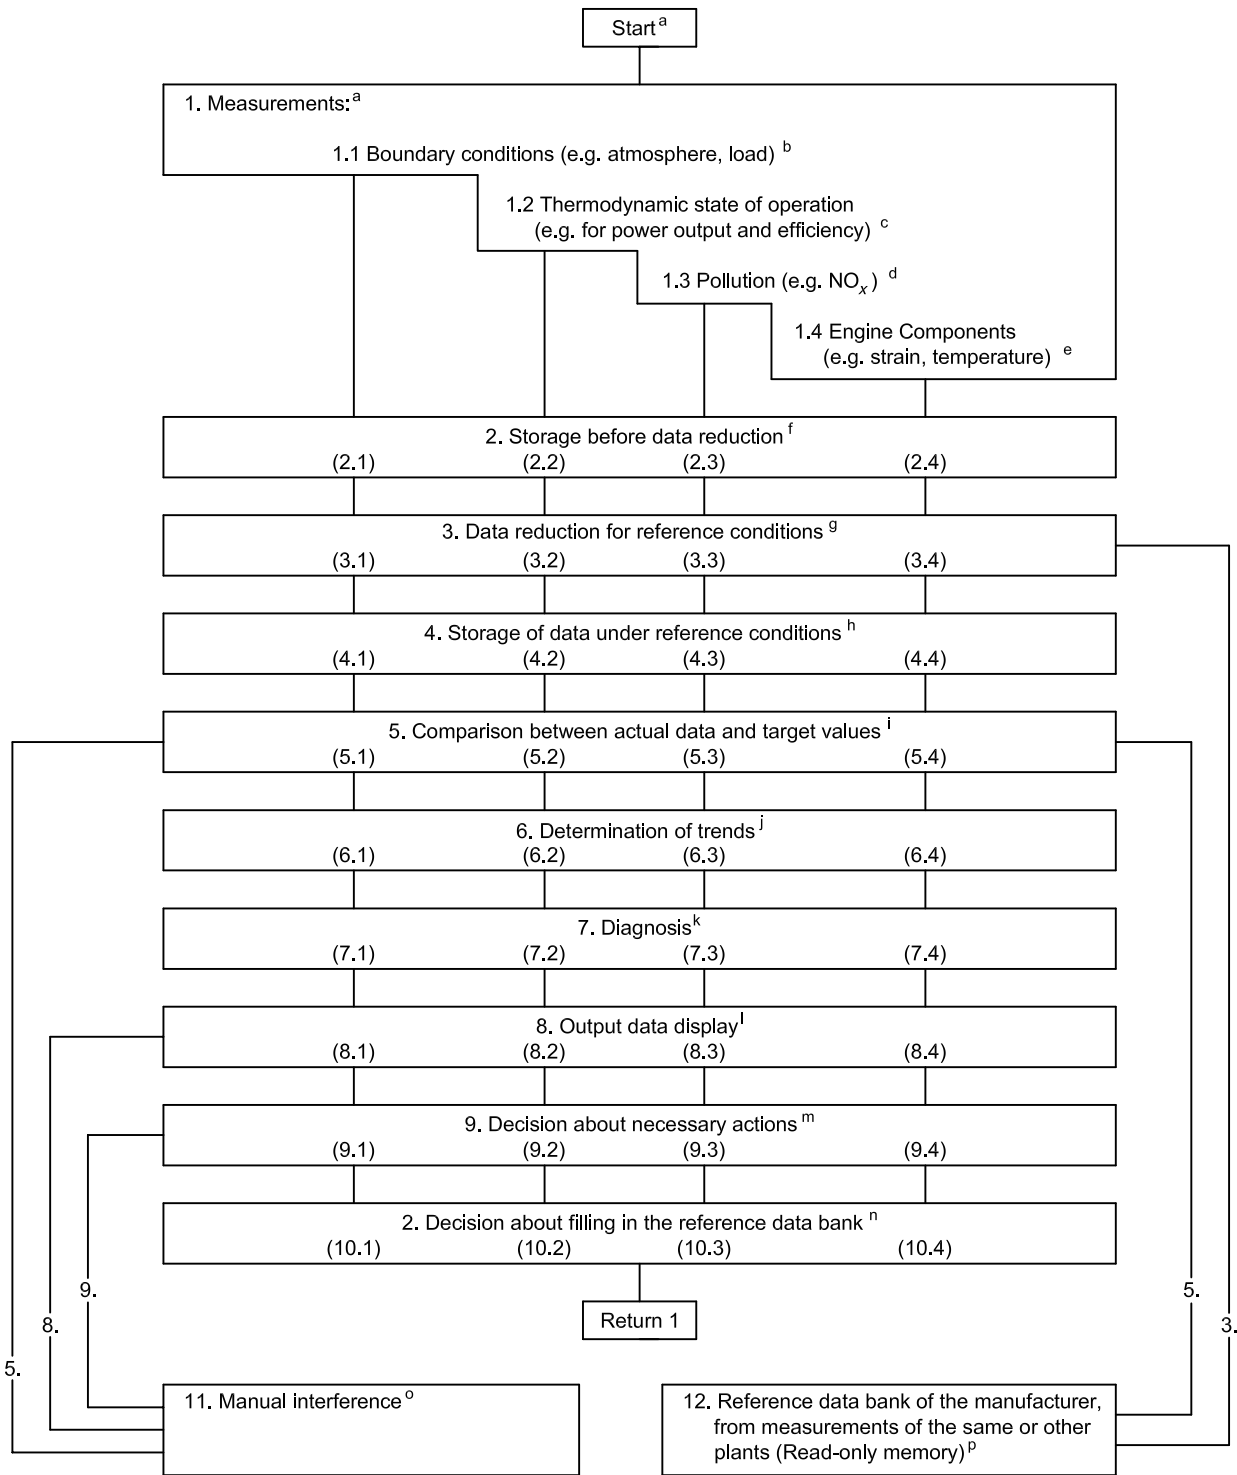 Start a
1. Measurements: a
1.1 Boundary conditions (e.g. atmosphere, load) b
1.2 Thermodynamic state of operation
(e.g. for power output and efficiency) c
1.3 Pollution (e.g. NOx) d
1.4 Engine Components
(e.g. strain, temperature) e
2. Storage before data reduction f
(2.1) (2.2) (2.3) (2.4)
3. Data reduction for reference conditions g
(3.1) (3.2) (3.3) (3.4)
4. Storage of data under reference conditions h
(4.1) (4.2) (4.3) (4.4)
5. Comparison between actual data and target values i
(5.1) (5.2) (5.3) (5.4)
6. Determination of trends j
(6.1) (6.2) (6.3) (6.4)
7. Diagnosis k
(7.1) (7.2) (7.3) (7.4)
8. Output data display l
(8.1) (8.2) (8.3) (8.4)
9. Decision about necessary actions m
(9.1) (9.2) (9.3) (9.4)
2. Decision about filling in the reference data bank n
(10.1) (10.2) (10.3) (10.4)
Return 1
9.
8.
5.
5.
3.
11. Manual interference o
12. Reference data bank of the manufacturer,
from measurements of the same or other
plants (Read-only memory) p